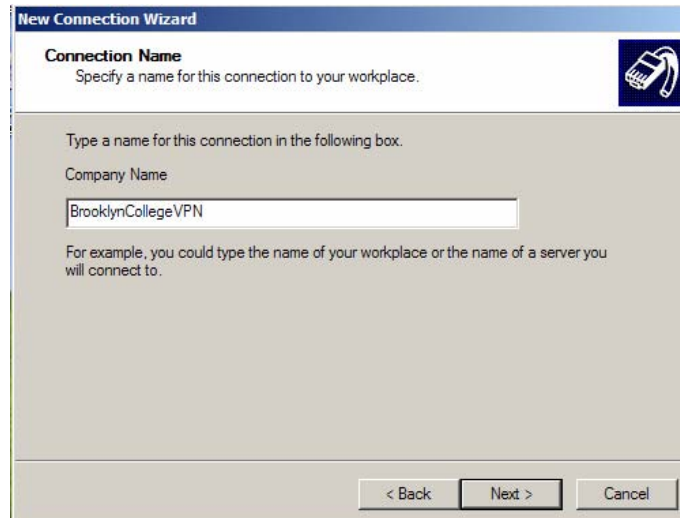 New Connection Wizard
Connection Name
Specify a name for this connection to your workplace.
Type a name for this connection in the following box.
Company Name
BrooklynCollegeVPN
For example, you could type the name of your workplace or the name of a server you
will connect to.
< Back Next > Cancel